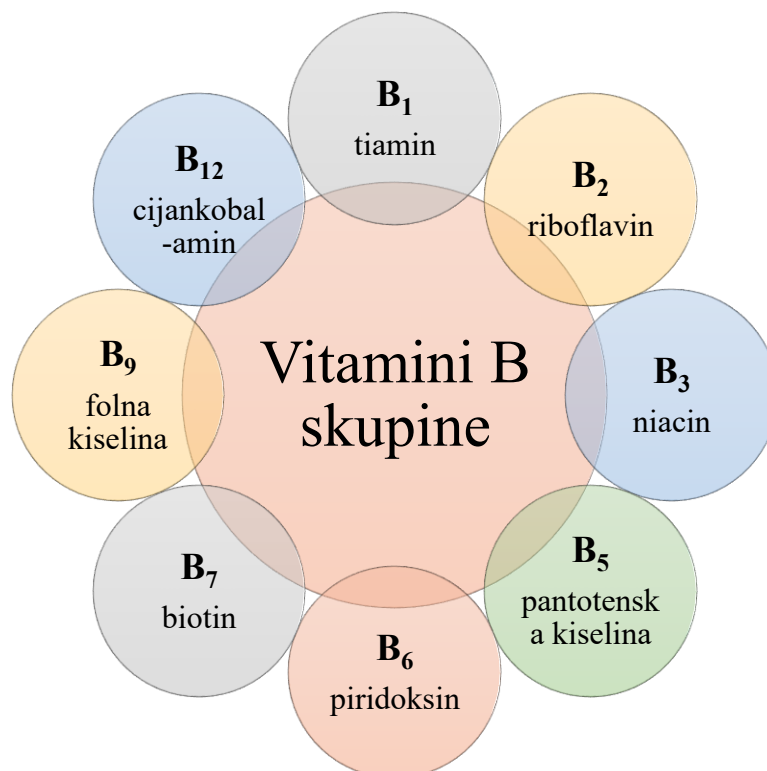 B₁
tiamin
B₂
riboflavin
B₃
niacin
B₅
pantotensk
a kiselina
B₆
piridoksin
B₇
biotin
B₉
folna
kiselina
B₁₂
cijankobal
-amin
Vitamini B
skupine